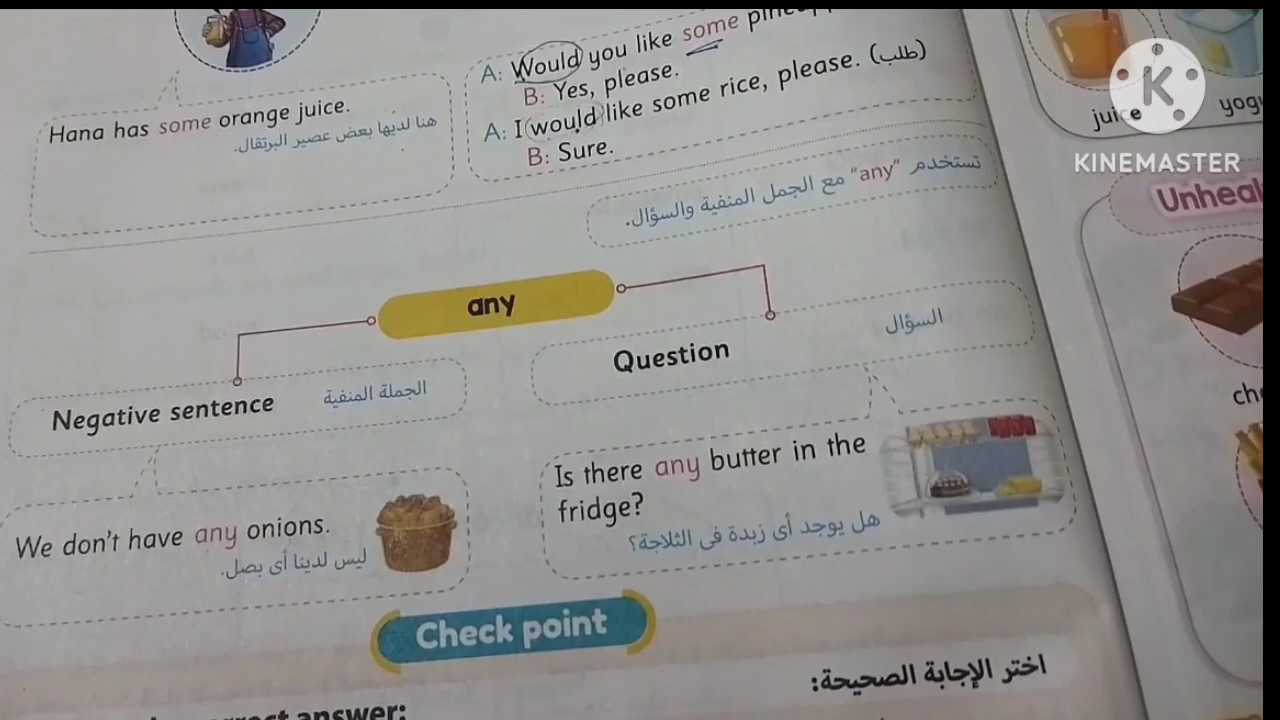 A: Would you like some
B: Yes, please.
A: I would like some rice, please. (طلب)
B: Sure.
Hana has some orange juice.
هنا لديها بعض عصير البرتقال.
تستخدم "any" مع الجمل المنفية والسؤال.
any
Negative sentence الجملة المنفية
Question السؤال
We don't have any onions.
ليس لدينا أى بصل.
Is there any butter in the
fridge?
هل يوجد أى زبدة فى الثلاجة؟
Check point
اختر الإجابة الصحيحة:
answer:
juice
KINEMASTER